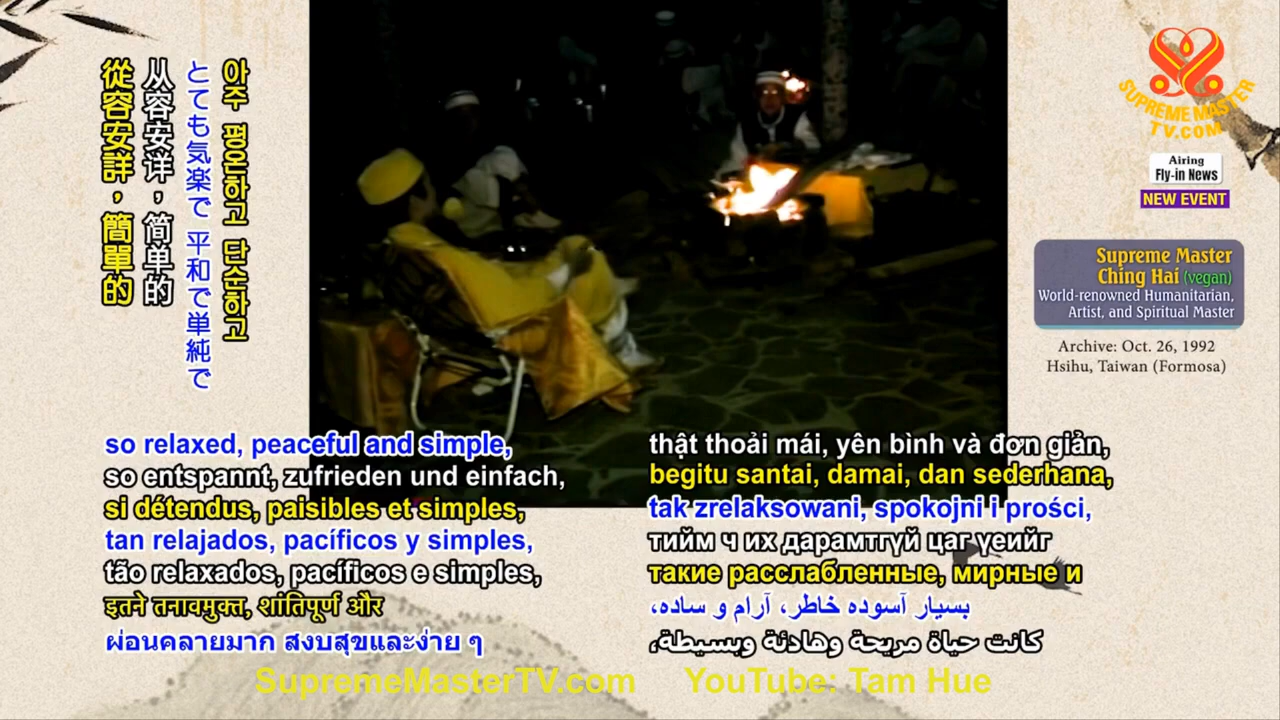 從容安詳，簡單的
从容安详，简单的
とても気楽で 平和で単純で
아주 평온하고 단순하고
SUPREME MASTER
TV.COM
Airing
Fly-in News
NEW EVENT
Supreme Master
Ching Hai (vegan)
World-renowned Humanitarian,
Artist, and Spiritual Master
Archive: Oct. 26, 1992
Hsihu, Taiwan (Formosa)
so relaxed, peaceful and simple,
so entspannt, zufrieden und einfach,
si détendus, paisibles et simples,
tan relajados, pacíficos y simples,
tão relaxados, pacíficos e simples,
इतने तनावमुक्त, शांतिपूर्ण और
ผ่อนคลายมาก สงบสุขและง่าย ๆ
thật thoải mái, yên bình và đơn giản,
begitu santai, damai, dan sederhana,
tak zrelaksowani, spokojni i prości,
тийм ч их дарамтгүй цаг үеийг
такие расслабленные, мирные и
بسیار آسوده خاطر، آرام و ساده،
كانت حياة مريحة وهادئة وبسيطة،
SupremeMasterTV.com YouTube: Tam Hue